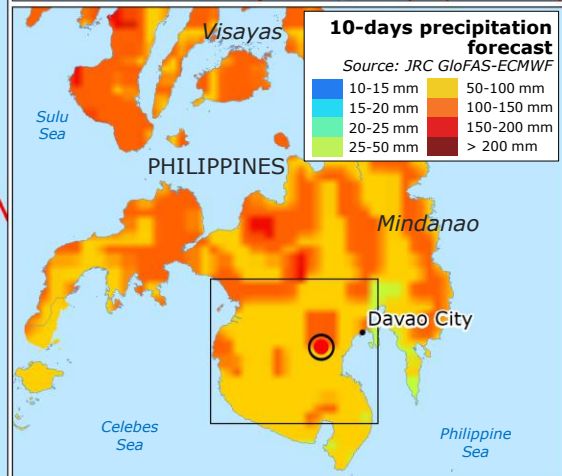 Visayas
10-days precipitation
forecast
Source: JRC GloFAS-ECMWF
10-15 mm
15-20 mm
20-25 mm
25-50 mm
50-100 mm
100-150 mm
150-200 mm
> 200 mm
Sulu
Sea
PHILIPPINES
Mindanao
Davao City
Celebes
Sea
Philippine
Sea